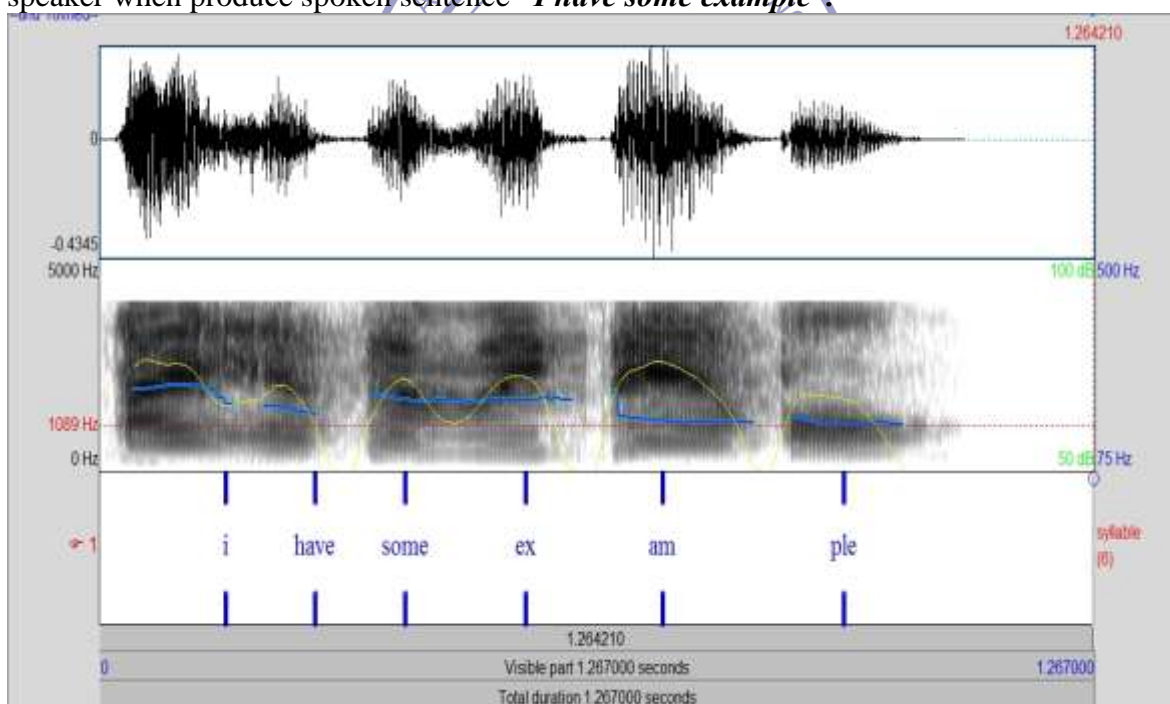 speaker when produce spoken sentence "I have some example".
1.264210
0
-0.4345
5000 Hz
100 dB 500 Hz
1089 Hz
0 Hz
50 dB 75 Hz
1
i have some ex am ple
syllable
(6)
1.264210
0 Visible part 1.267000 seconds 1.267000
Total duration 1.267000 seconds